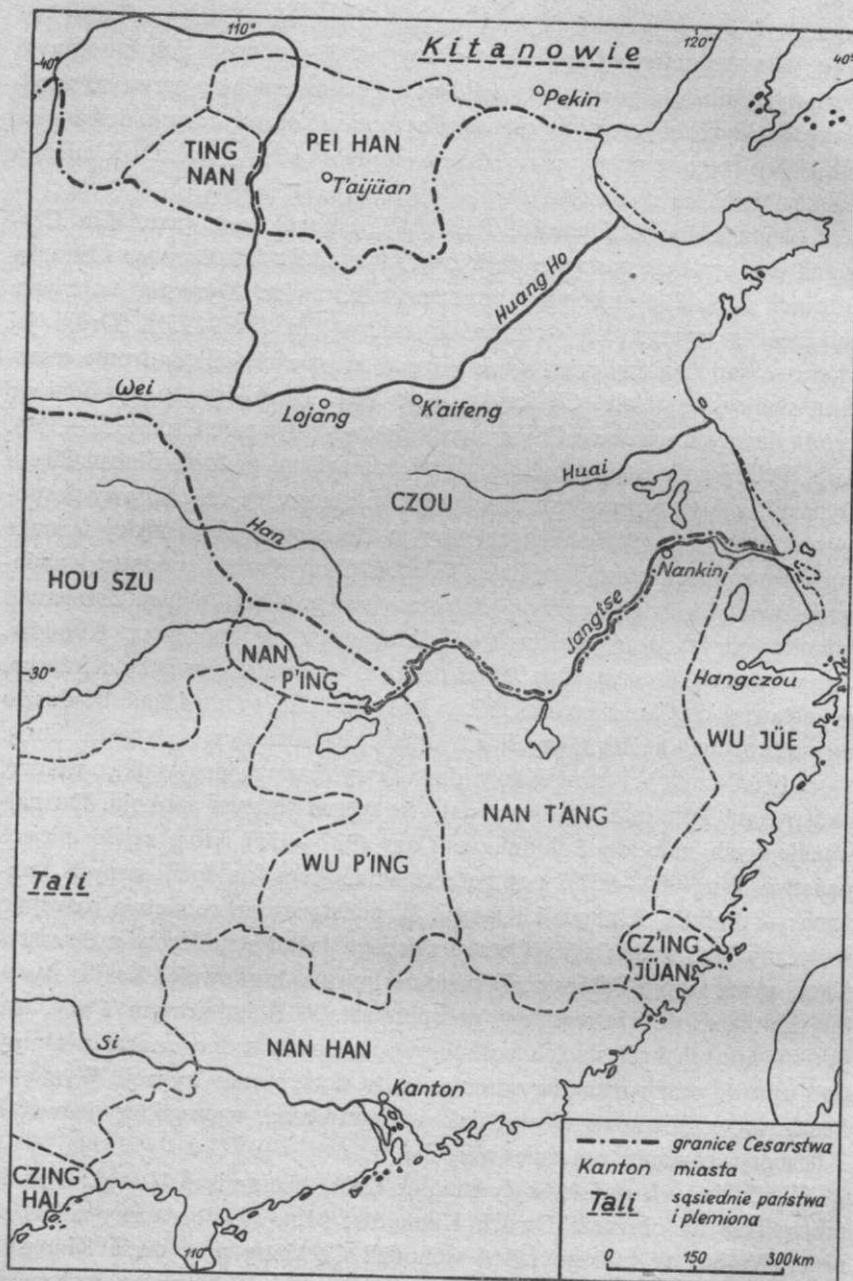 110°
Kitanowie
120°
40°
40°
Pekin
PEI HAN
TING
NAN
T'aijüan
Huang Ho
Wei
Lojang
K'aifeng
Huai
CZOU
Han
Nankin
HOU SZU
Jangtse
NAN
P'ING
30°
Hangczou
WU JÜE
NAN T'ANG
WU P'ING
Tali
CZ'ING
JÜAN
NAN HAN
Si
Kanton
CZING
HAI
110°
granice Cesarstwa
Kanton miasta
Tali sąsiednie państwa
i plemiona
0 150 300km